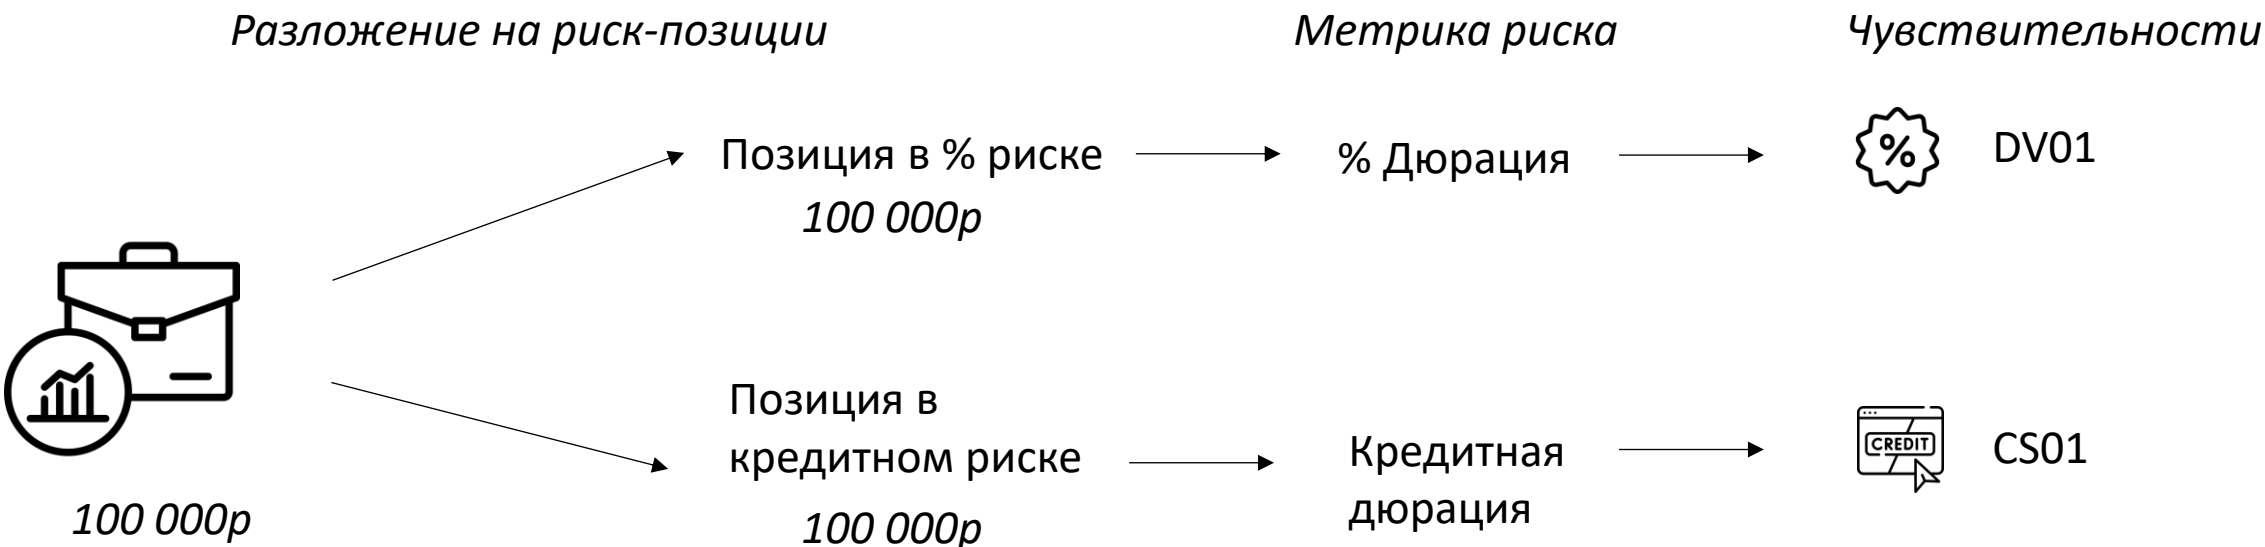 Разложение на риск-позиции
Метрика риска
Чувствительности
Позиция в % риске
100 000р
% Дюрация
%
DV01
Позиция в
кредитном риске
100 000р
Кредитная
дюрация
CREDIT
CS01
100 000р